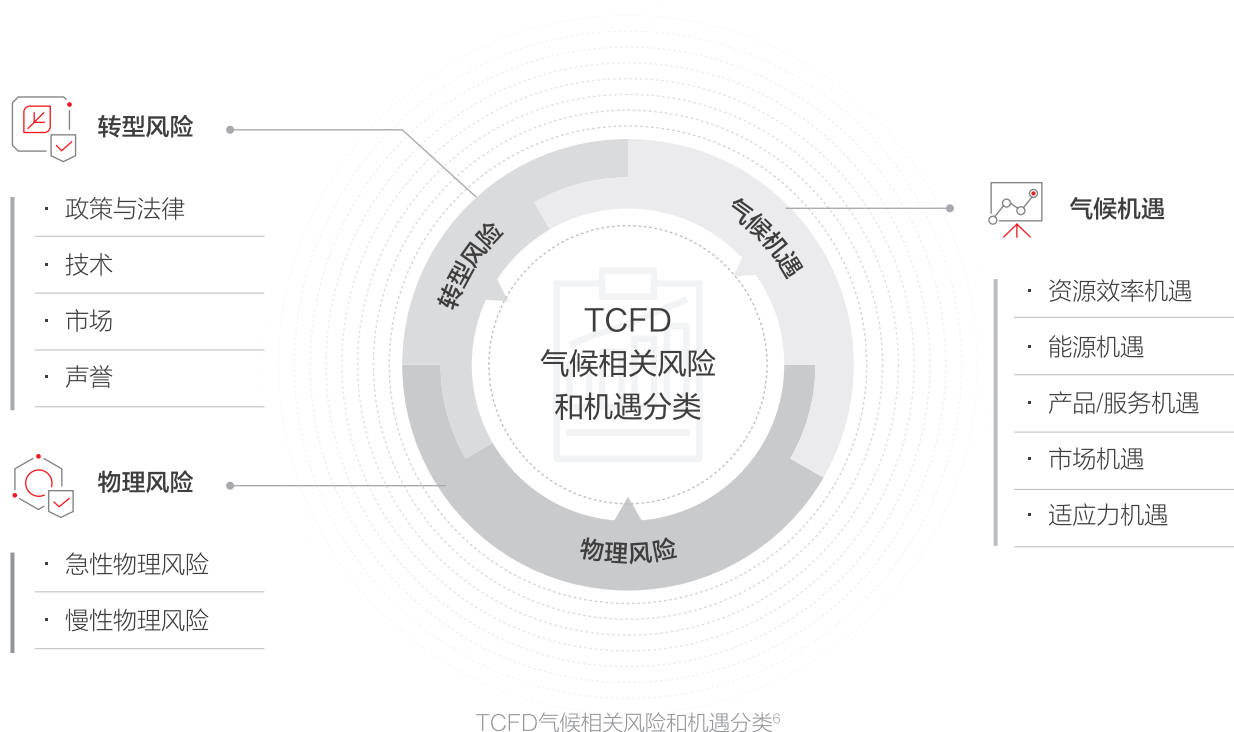 转型风险
· 政策与法律
· 技术
· 市场
· 声誉
物理风险
· 急性物理风险
· 慢性物理风险
转型风险
气候机遇
物理风险
TCFD
气候相关风险
和机遇分类
气候机遇
· 资源效率机遇
· 能源机遇
· 产品/服务机遇
· 市场机遇
· 适应力机遇
TCFD气候相关风险和机遇分类6